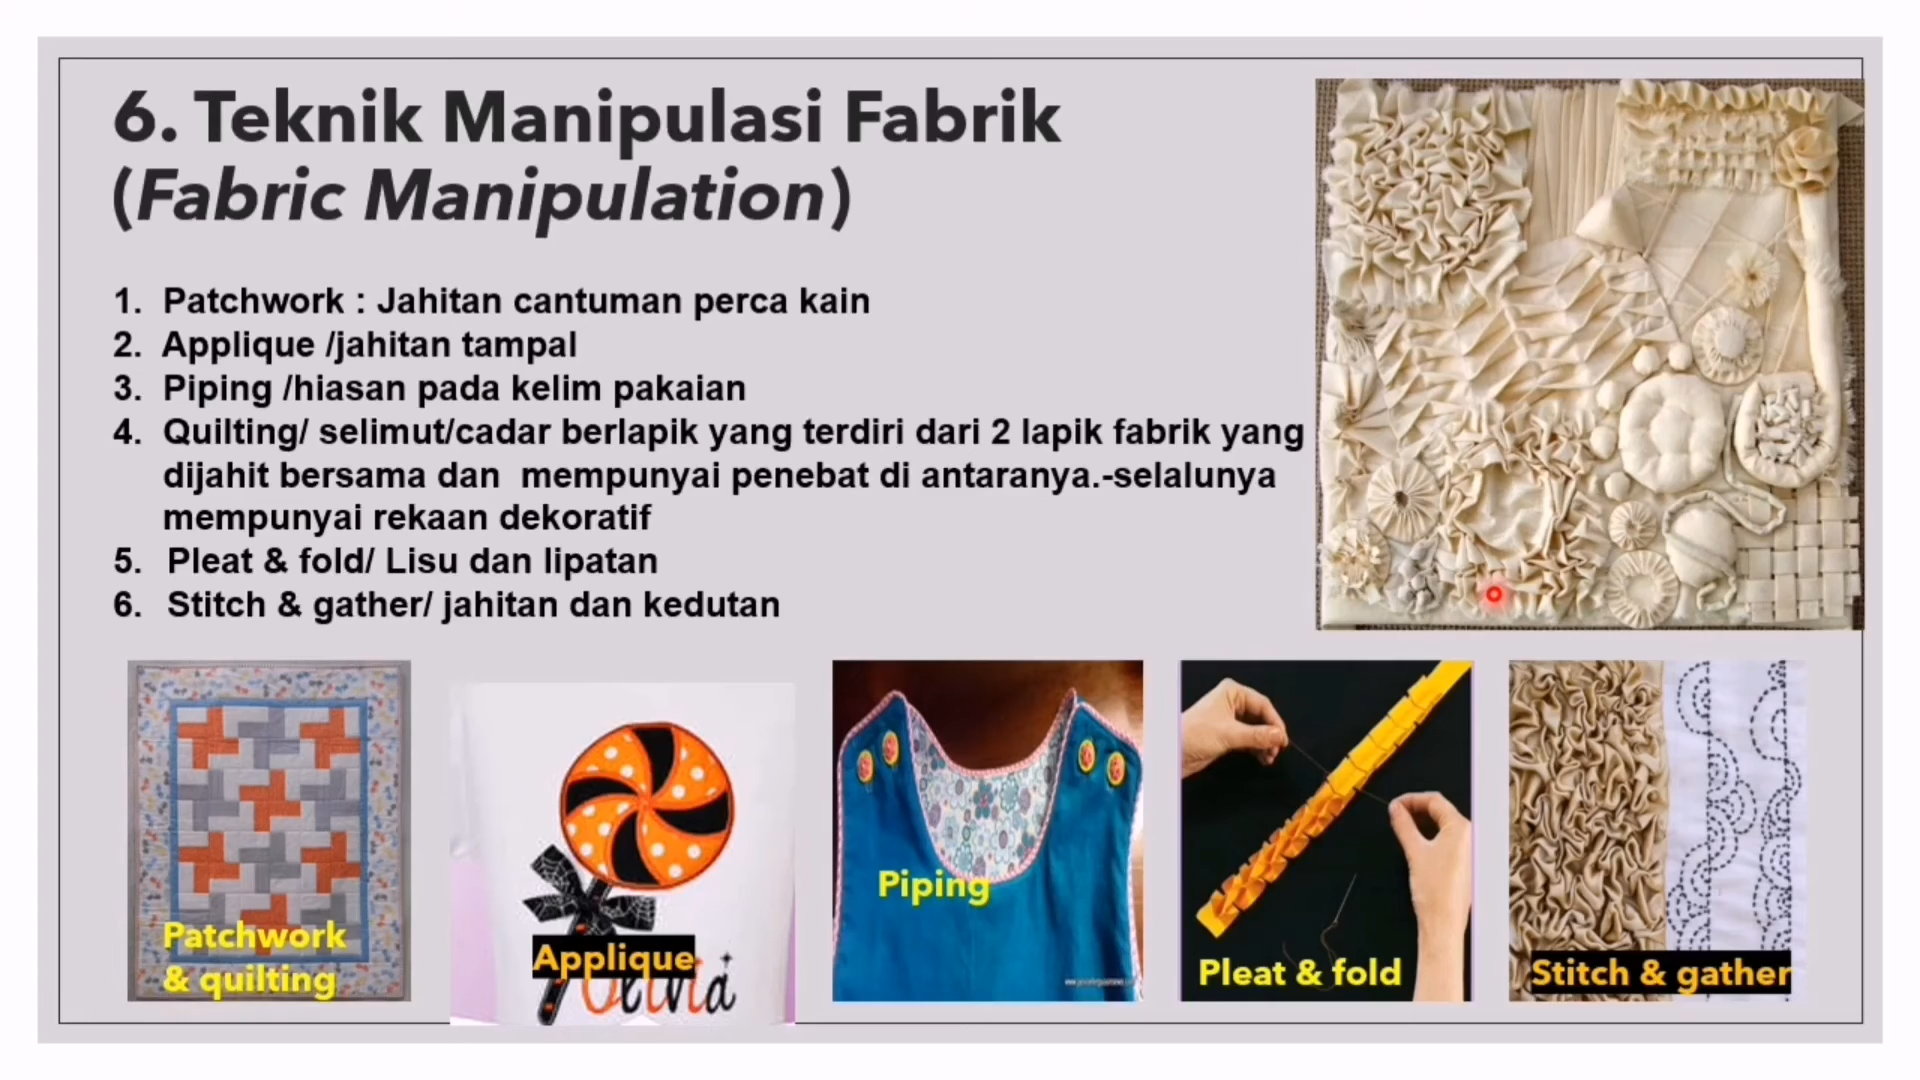 6. Teknik Manipulasi Fabrik
(Fabric Manipulation)
1. Patchwork : Jahitan cantuman perca kain
2. Applique /jahitan tampal
3. Piping /hiasan pada kelim pakaian
4. Quilting/ selimut/cadar berlapik yang terdiri dari 2 lapik fabrik yang
dijahit bersama dan mempunyai penebat di antaranya.-selalunya
mempunyai rekaan dekoratif
5. Pleat & fold/ Lisu dan lipatan
6. Stitch & gather/ jahitan dan kedutan
Patchwork
& quilting
Applique
Piping
Pleat & fold
Stitch & gather